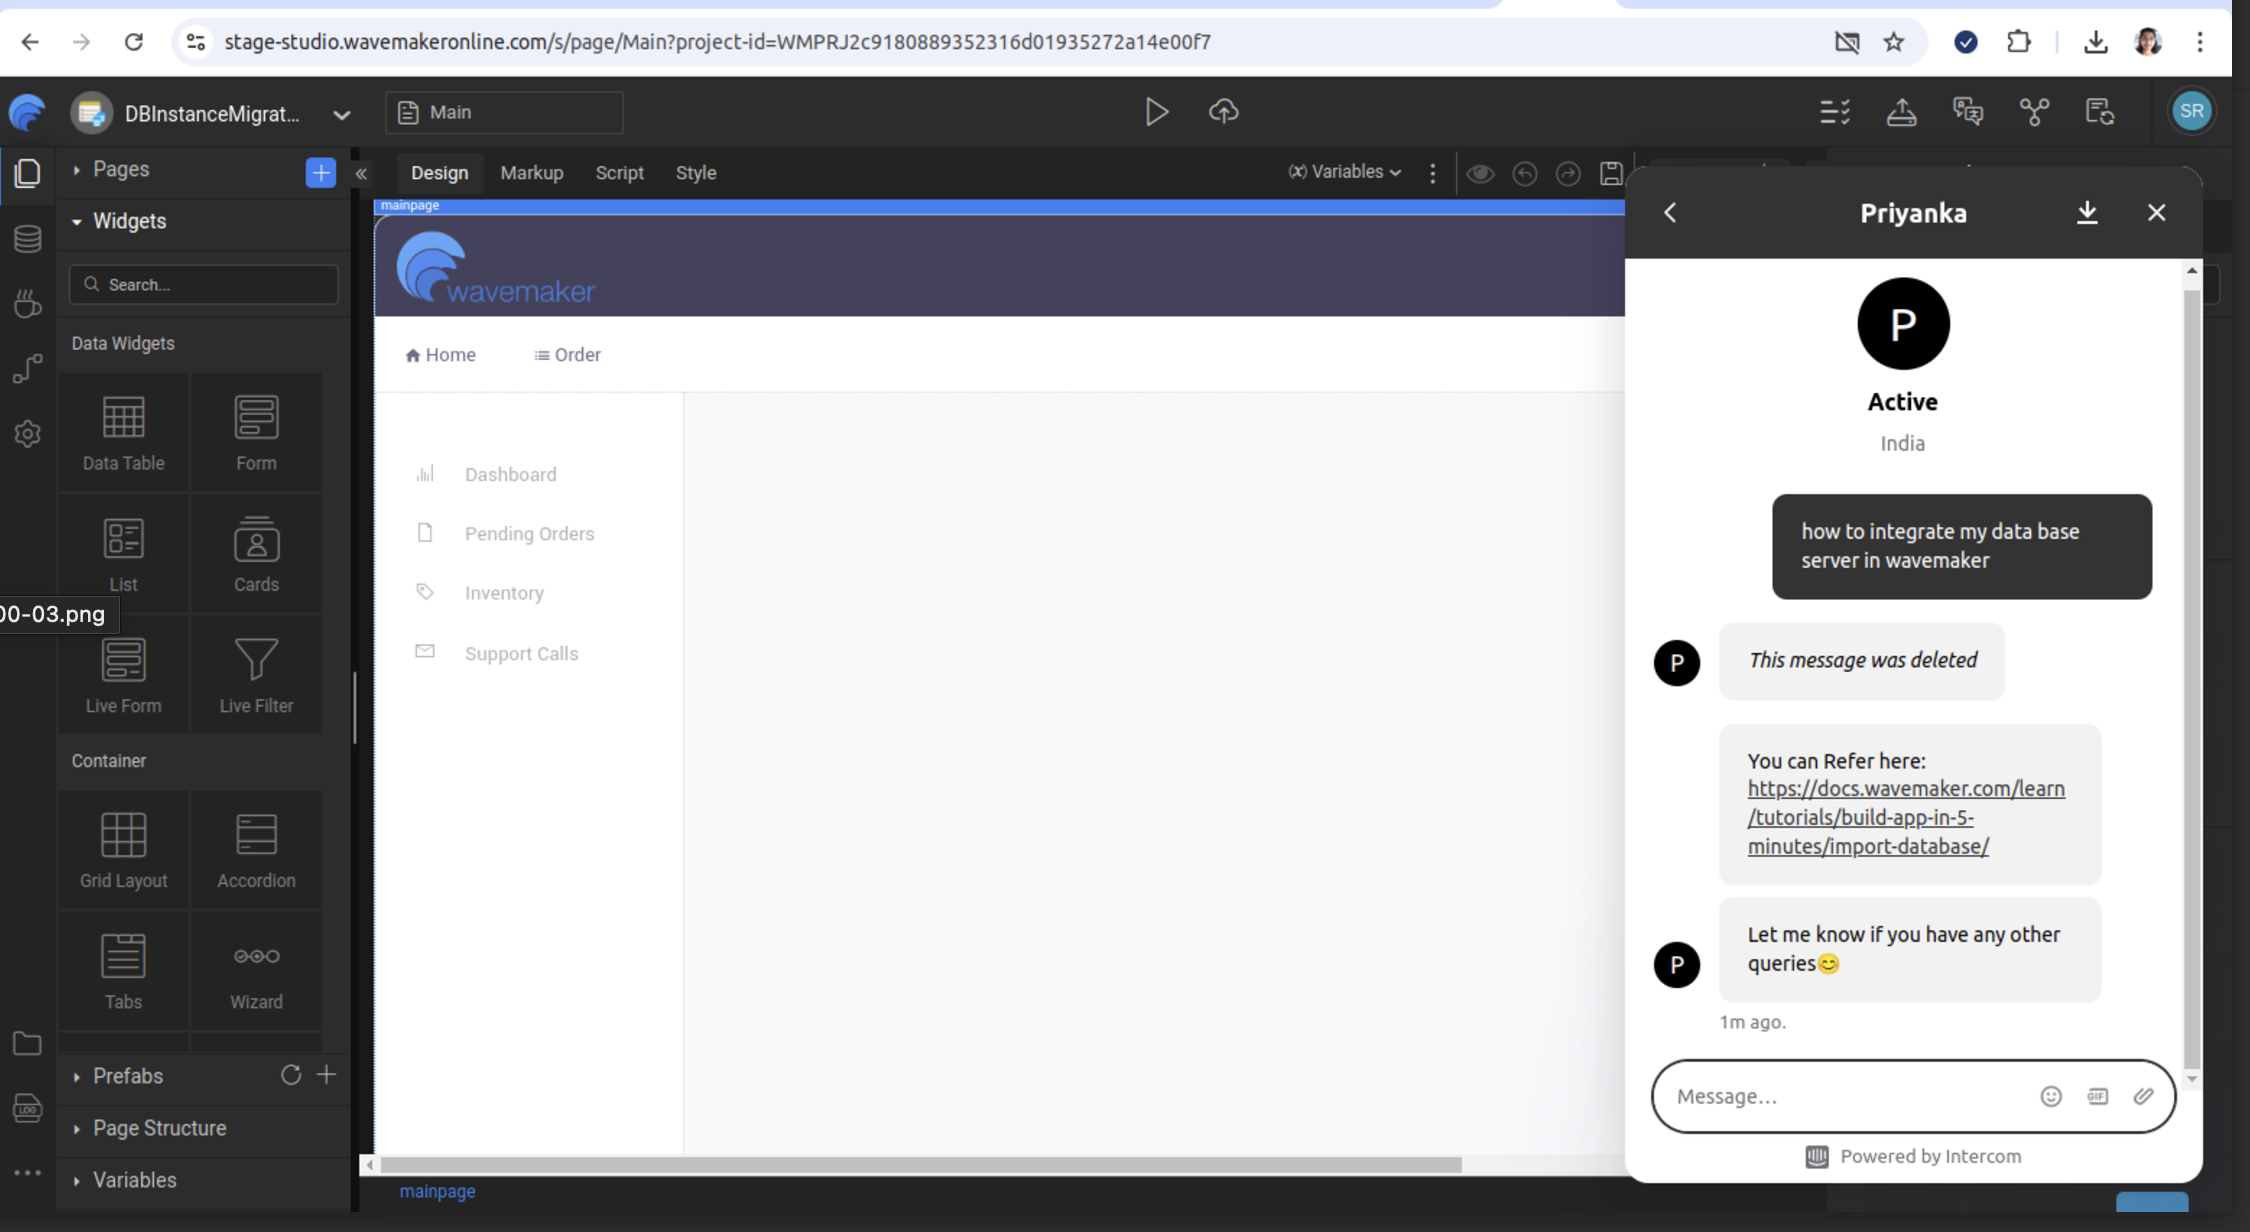 stage-studio.wavemakeronline.com/s/page/Main?project-id=WMPRJ2c9180889352316d01935272a14e00f7
DBInstanceMigrat...
Main
SR
Pages
Design
Markup
Script
Style
(x) Variables
mainpage
Widgets
Search...
Data Widgets
Data Table
Form
List
Cards
00-03.png
Live Form
Live Filter
Container
Grid Layout
Accordion
Tabs
Wizard
Prefabs
LOG
Page Structure
Variables
wavemaker
Home
Order
Dashboard
Pending Orders
Inventory
Support Calls
mainpage
Priyanka
P
Active
India
how to integrate my data base
server in wavemaker
P
This message was deleted
You can Refer here:
https://docs.wavemaker.com/learn
/tutorials/build-app-in-5-
minutes/import-database/
P
Let me know if you have any other
queries😊
1m ago.
Message...
GIF
Powered by Intercom